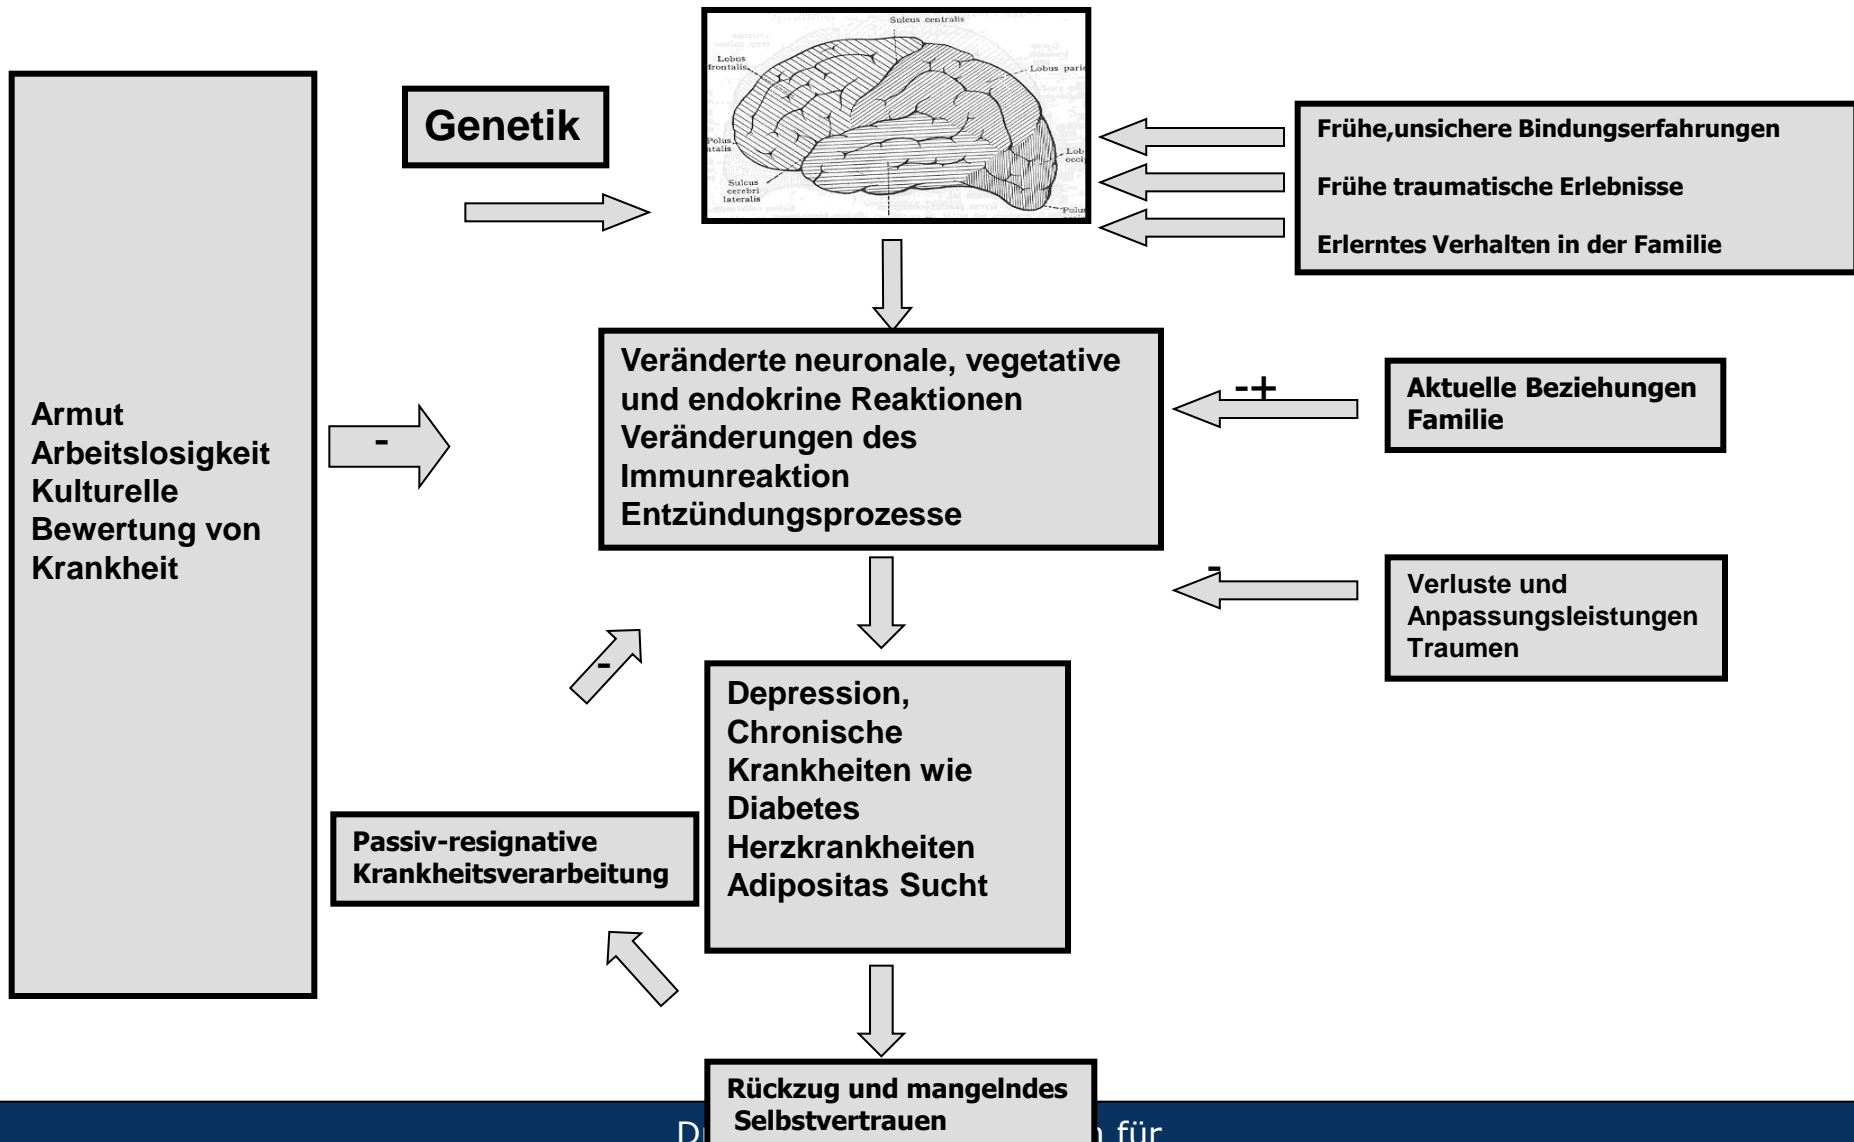 Sulcus centralis
Lobus
frontalis
Lobus
Polus
Sulcus
cerebri
lateralis
Polus
Genetik
Frühe,unsichere Bindungserfahrungen
Frühe traumatische Erlebnisse
Erlerntes Verhalten in der Familie
Armut
Arbeitslosigkeit
Kulturelle
Bewertung von
Krankheit
-
Veränderte neuronale, vegetative
und endokrine Reaktionen
Veränderungen des
Immunreaktion
Entzündungsprozesse
-+
Aktuelle Beziehungen
Familie
-
Verluste und
Anpassungsleistungen
Traumen
-
Depression,
Chronische
Krankheiten wie
Diabetes
Herzkrankheiten
Adipositas Sucht
Passiv-resignative
Krankheitsverarbeitung
Rückzug und mangelndes
Selbstvertrauen
für